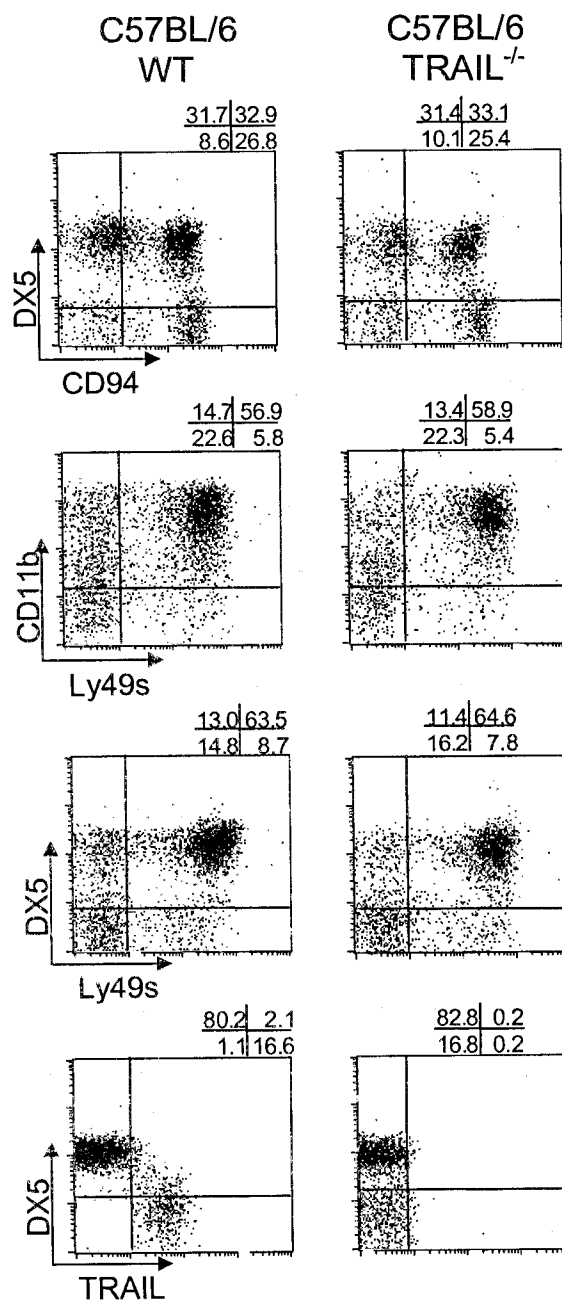 C57BL/6 C57BL/6
WT TRAIL-/-
31.7 32.9 31.4 33.1
8.6 26.8 10.1 25.4
DX5
CD94
14.7 56.9 13.4 58.9
22.6 5.8 22.3 5.4
CD11b
Ly49s
13.0 63.5 11.4 64.6
14.8 8.7 16.2 7.8
DX5
Ly49s
80.2 2.1 82.8 0.2
1.1 16.6 16.8 0.2
DX5
TRAIL